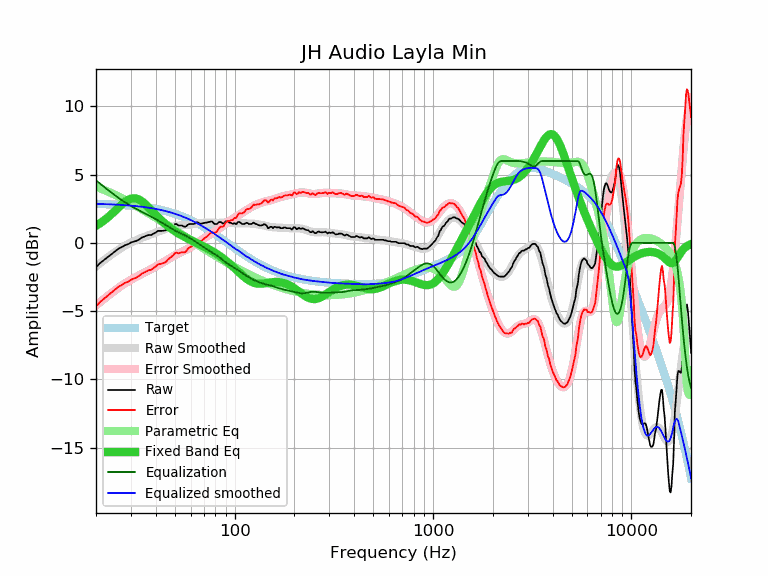 JH Audio Layla Min
Amplitude (dBr)
10
5
0
−5
−10
−15
Target
Raw Smoothed
Error Smoothed
Raw
Error
Parametric Eq
Fixed Band Eq
Equalization
Equalized smoothed
100 1000 10000
Frequency (Hz)